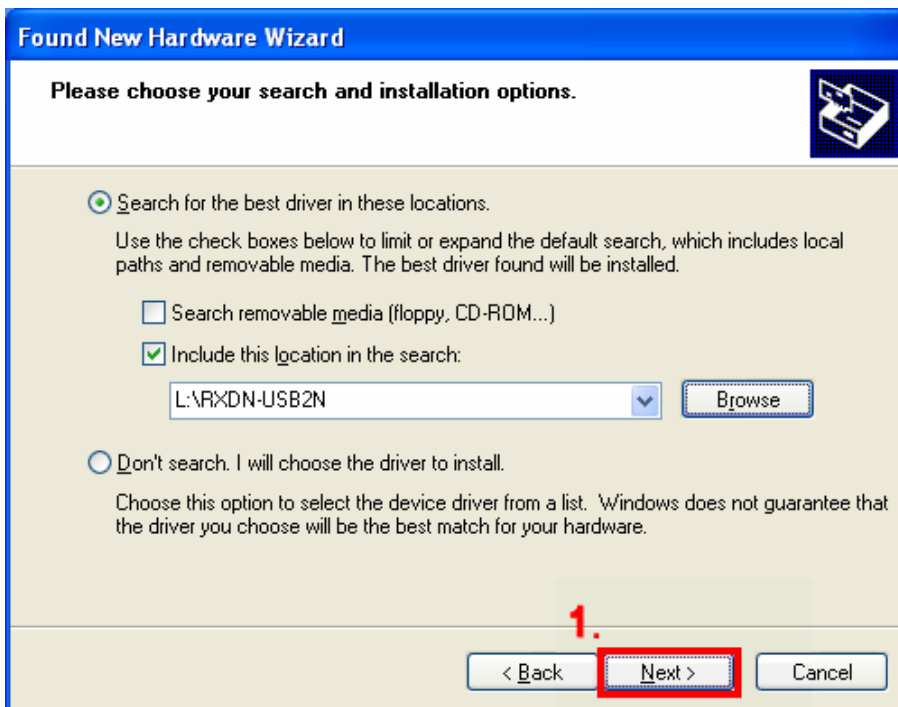 Found New Hardware Wizard
Please choose your search and installation options.
Search for the best driver in these locations.
Use the check boxes below to limit or expand the default search, which includes local
paths and removable media. The best driver found will be installed.
Search removable media (floppy, CD-ROM...)
Include this location in the search:
L:\RXDN-USB2N
Browse
Don't search. I will choose the driver to install.
Choose this option to select the device driver from a list. Windows does not guarantee that
the driver you choose will be the best match for your hardware.
1.
< Back Next > Cancel